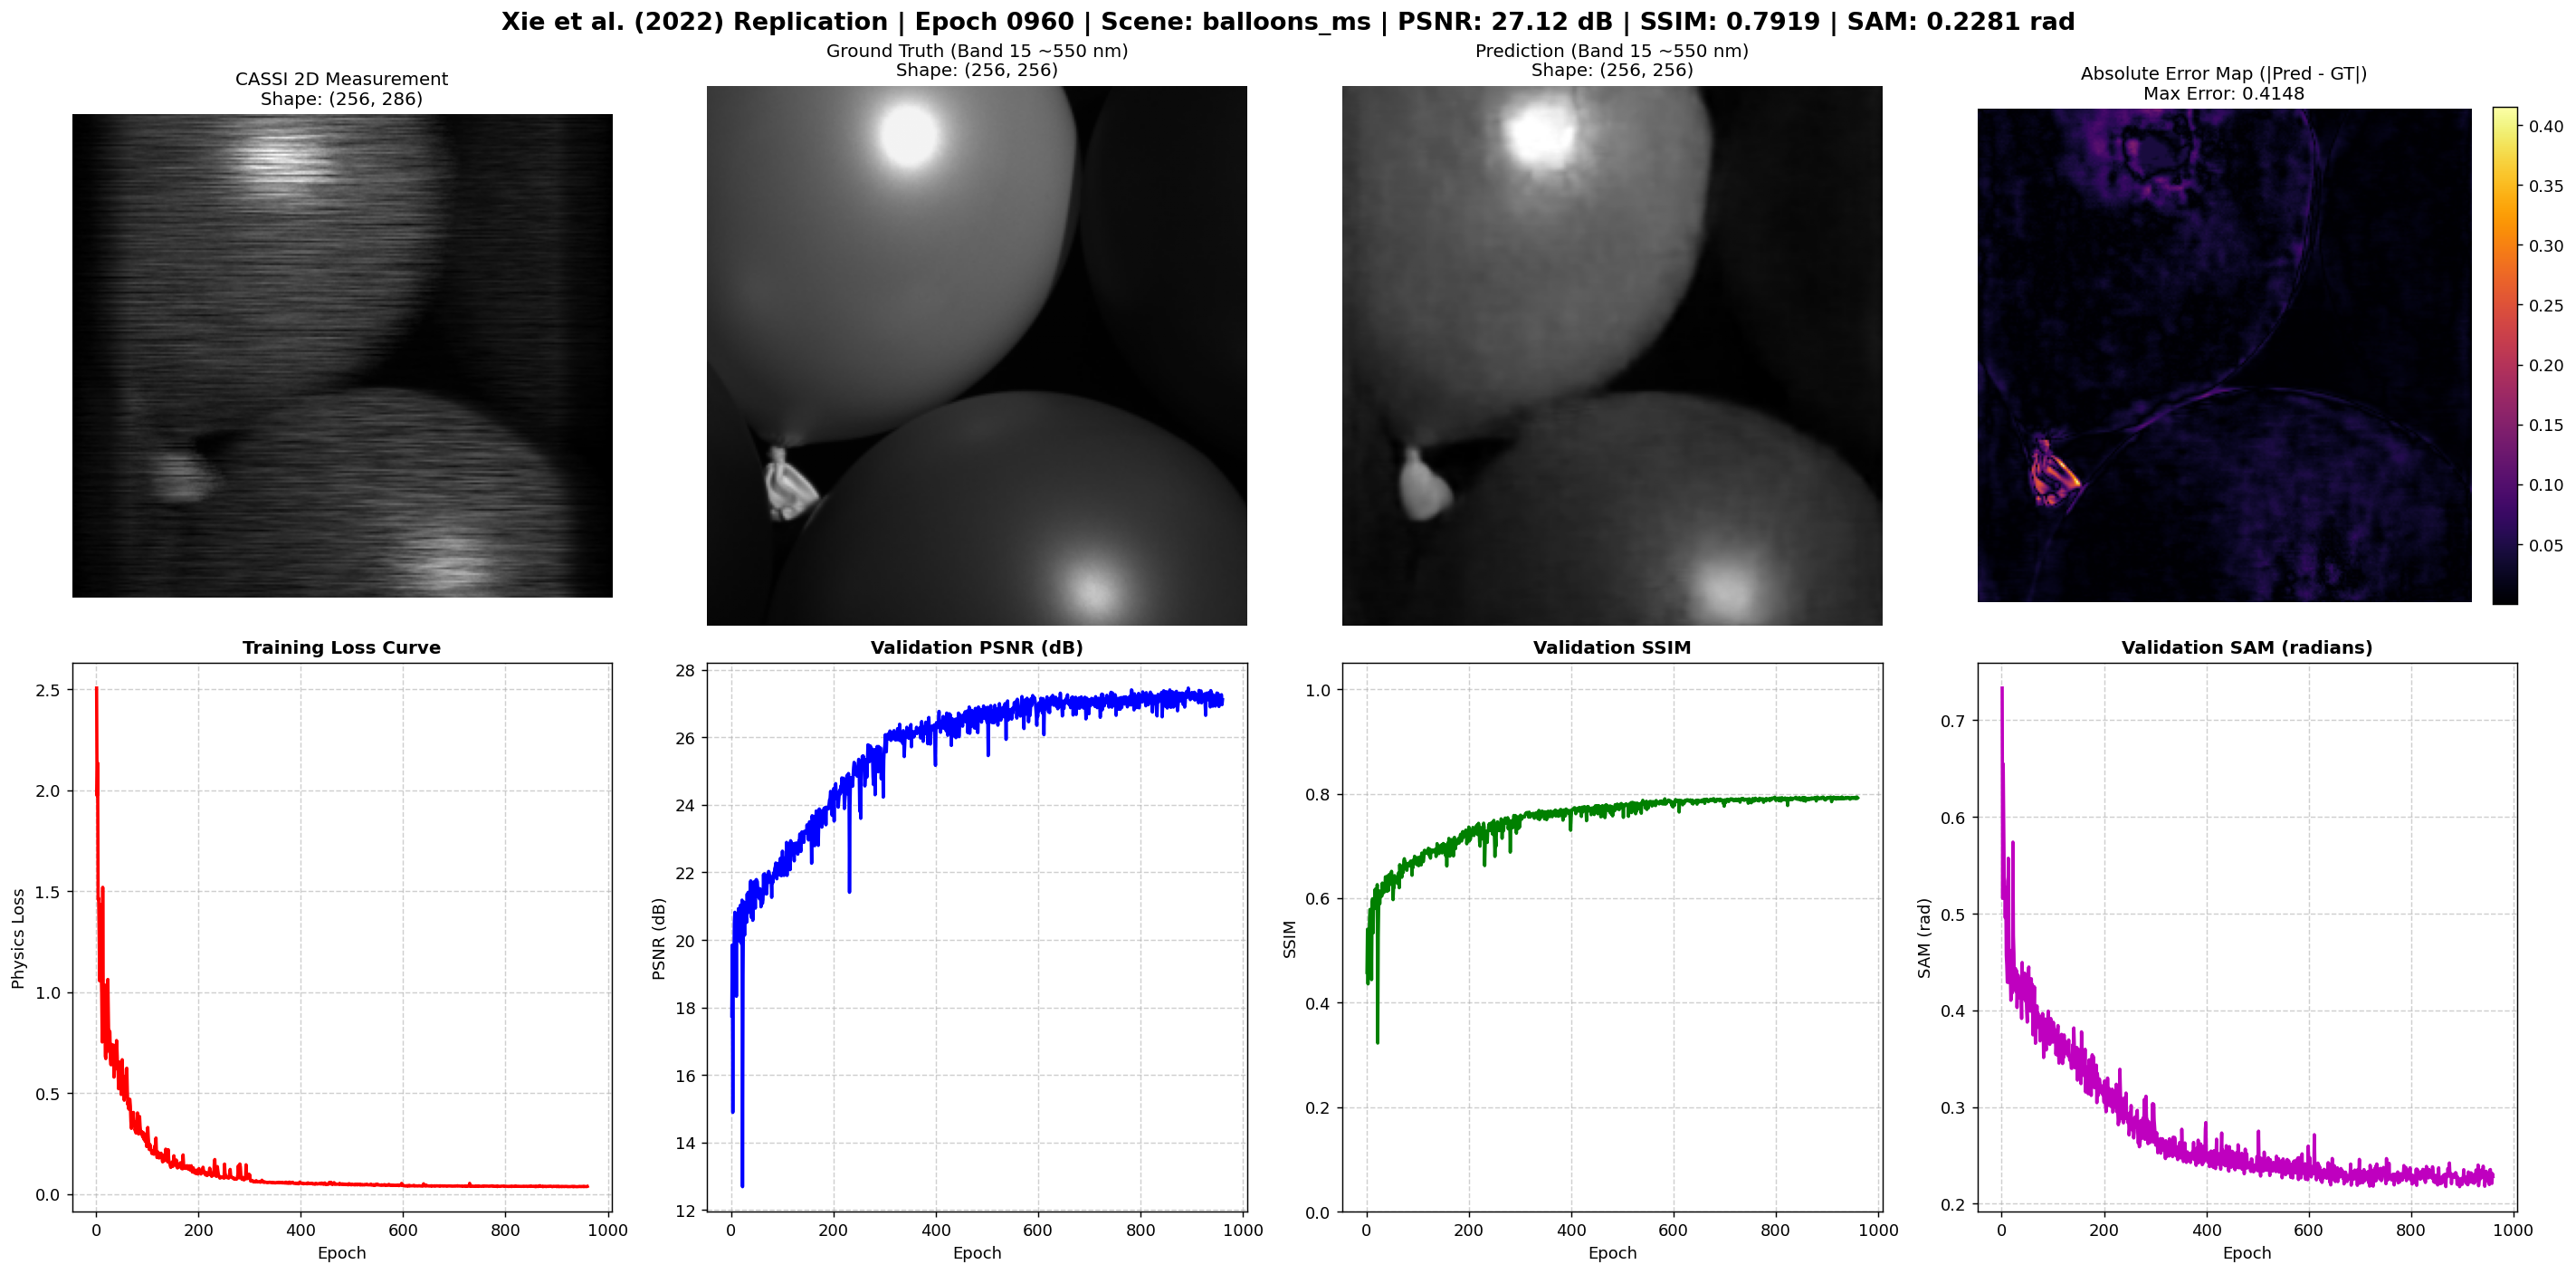 Xie et al. (2022) Replication | Epoch 0960 | Scene: balloons_ms | PSNR: 27.12 dB | SSIM: 0.7919 | SAM: 0.2281 rad
CASSI 2D Measurement
Shape: (256, 286)
Ground Truth (Band 15 ~550 nm)
Shape: (256, 256)
Prediction (Band 15 ~550 nm)
Shape: (256, 256)
Absolute Error Map (|Pred - GT|)
Max Error: 0.4148
0.40
0.35
0.30
0.25
0.20
0.15
0.10
0.05
Training Loss Curve
Physics Loss
2.5
2.0
1.5
1.0
0.5
0.0
0 200 400 600 800 1000
Epoch
Validation PSNR (dB)
PSNR (dB)
28
26
24
22
20
18
16
14
12
0 200 400 600 800 1000
Epoch
Validation SSIM
SSIM
1.0
0.8
0.6
0.4
0.2
0.0
0 200 400 600 800 1000
Epoch
Validation SAM (radians)
SAM (rad)
0.7
0.6
0.5
0.4
0.3
0.2
0 200 400 600 800 1000
Epoch